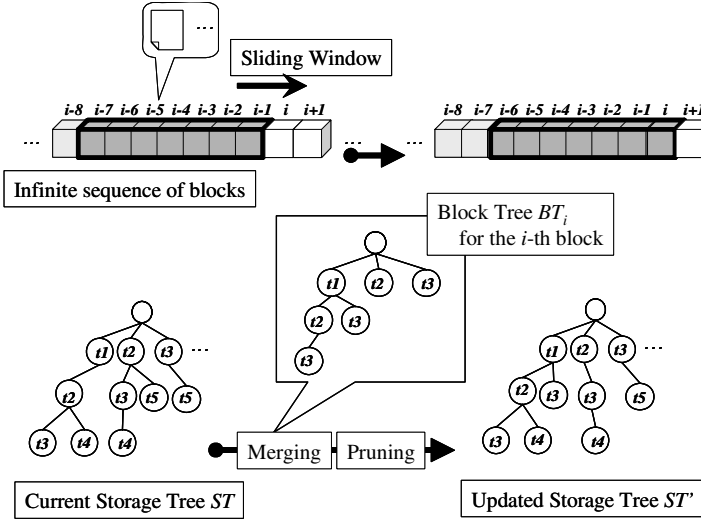 ...
Sliding Window
i-8 i-7 i-6 i-5 i-4 i-3 i-2 i-1 i i+1
i-8 i-7 i-6 i-5 i-4 i-3 i-2 i-1 i i+1
... ... ...
Infinite sequence of blocks
Block Tree BTi
for the i-th block
t1 t2 t3
t2 t3
t3
t1 t2 t3 ...
t2 t3 t5 t5
t3 t4 t4
t1 t2 t3 ...
t2 t3 t3 t5
t3 t4 t4
Merging Pruning
Current Storage Tree ST
Updated Storage Tree ST'